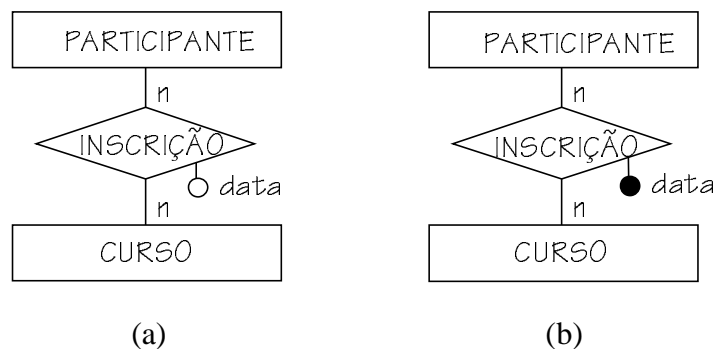 PARTICIPANTE
n
INSCRIÇÃO
data
n
CURSO
(a)
PARTICIPANTE
n
INSCRIÇÃO
data
n
CURSO
(b)